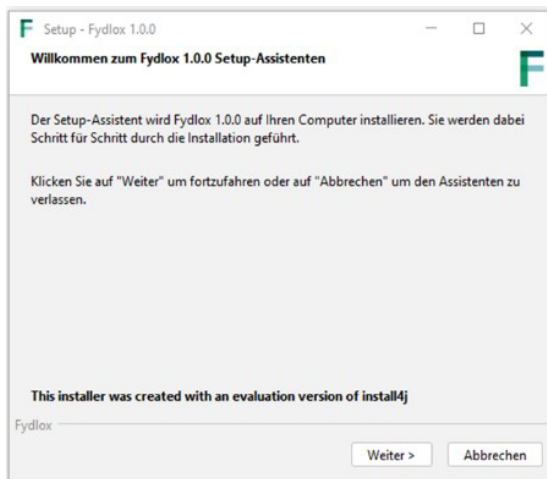 Setup - Fydlox 1.0.0
Willkommen zum Fydlox 1.0.0 Setup-Assistenten
Der Setup-Assistent wird Fydlox 1.0.0 auf Ihren Computer installieren. Sie werden dabei
Schritt für Schritt durch die Installation geführt.
Klicken Sie auf "Weiter" um fortzufahren oder auf "Abbrechen" um den Assistenten zu
verlassen.
This installer was created with an evaluation version of install4j
Fydlox
Weiter > Abbrechen